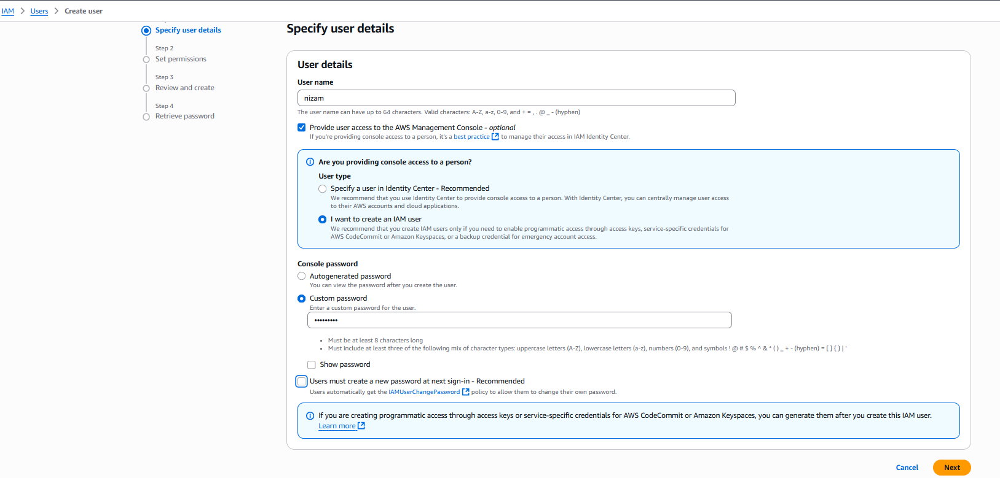 IAM > Users > Create user
Specify user details
Step 2
Set permissions
Step 3
Review and create
Step 4
Retrieve password
Specify user details
User details
User name
nizam
The user name can have up to 64 characters. Valid characters: A-Z, a-z, 0-9, and + = , . @ _ - (hyphen)
Provide user access to the AWS Management Console - optional
If you're providing console access to a person, it's a best practice to manage their access in IAM Identity Center.
Are you providing console access to a person?
User type
Specify a user in Identity Center - Recommended
We recommend that you use Identity Center to provide console access to a person. With Identity Center, you can centrally manage user access
to their AWS accounts and cloud applications.
I want to create an IAM user
We recommend that you create IAM users only if you need to enable programmatic access through access keys, service-specific credentials for
AWS CodeCommit or Amazon Keyspaces, or a backup credential for emergency account access.
Console password
Autogenerated password
You can view the password after you create the user.
Custom password
Enter a custom password for the user.
•••••••••
• Must be at least 8 characters long
• Must include at least three of the following mix of character types: uppercase letters (A-Z), lowercase letters (a-z), numbers (0-9), and symbols ! @ # $ % ^ & * ( ) _ + - (hyphen) = [ ] { } | '
Show password
Users must create a new password at next sign-in - Recommended
Users automatically get the IAMUserChangePassword policy to allow them to change their own password.
If you are creating programmatic access through access keys or service-specific credentials for AWS CodeCommit or Amazon Keyspaces, you can generate them after you create this IAM user.
Learn more
Cancel
Next